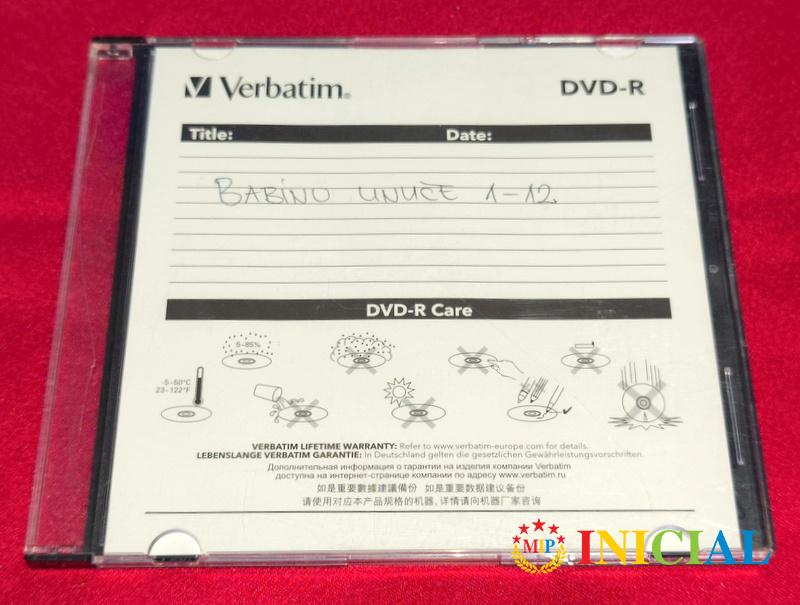 Verbatim® DVD-R
Title: Date:
BABINO UNUČE 1-12
DVD-R Care
5-85%
-5-50°C
23-122°F
VERBATIM LIFETIME WARRANTY: Refer to www.verbatim-europe.com for details.
LEBENSLANGE VERBATIM GARANTIE: In Deutschland gelten die gesetzlichen Gewährleistungsvorschriften.
Дополнительная информация о гарантии на изделия компании Verbatim
доступна на интернет-странице компании по адресу www.verbatim.ru
如是重要數據建議備份 如是重要数据建议备份
请使用对应本产品规格的机器,详情请向机器厂家咨询
MIP INICIAL